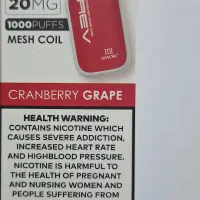 20MG
1000PUFFS
MESH COIL
SMOK
CRANBERRY GRAPE
HEALTH WARNING:
CONTAINS NICOTINE WHICH
CAUSES SEVERE ADDICTION,
INCREASED HEART RATE
AND HIGHBLOOD PRESSURE.
NICOTINE IS HARMFUL TO
THE HEALTH OF PREGNANT
AND NURSING WOMEN AND
PEOPLE SUFFERING FROM